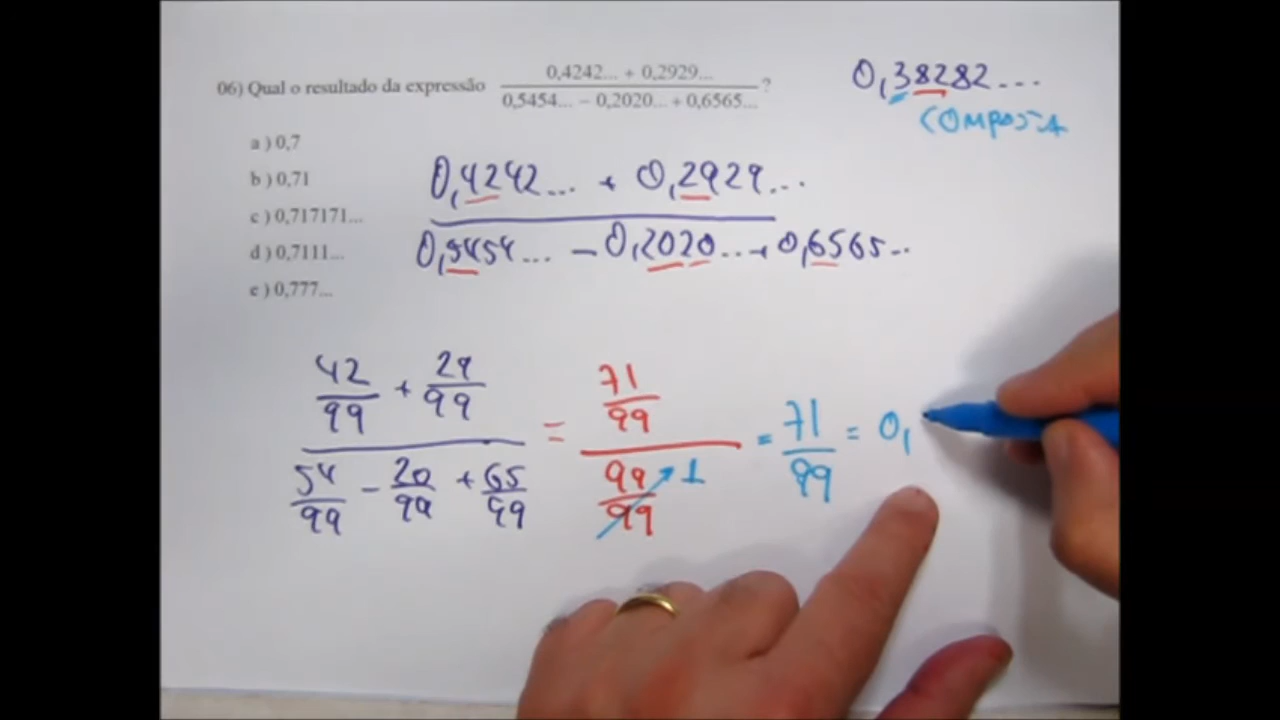 06) Qual o resultado da expressão 0,4242... + 0,2929... / 0,5454... − 0,2020... + 0,6565... ?
a ) 0,7
b ) 0,71
c ) 0,717171...
d ) 0,7111...
e ) 0,777...
0,38282...
COMPOSTA
0,4242... + 0,2929...
0,5454... − 0,2020... + 0,6565...
42/99 + 29/99 = 71/99 = 71/99 = 0,
54/99 − 20/99 + 65/99 99/99 1